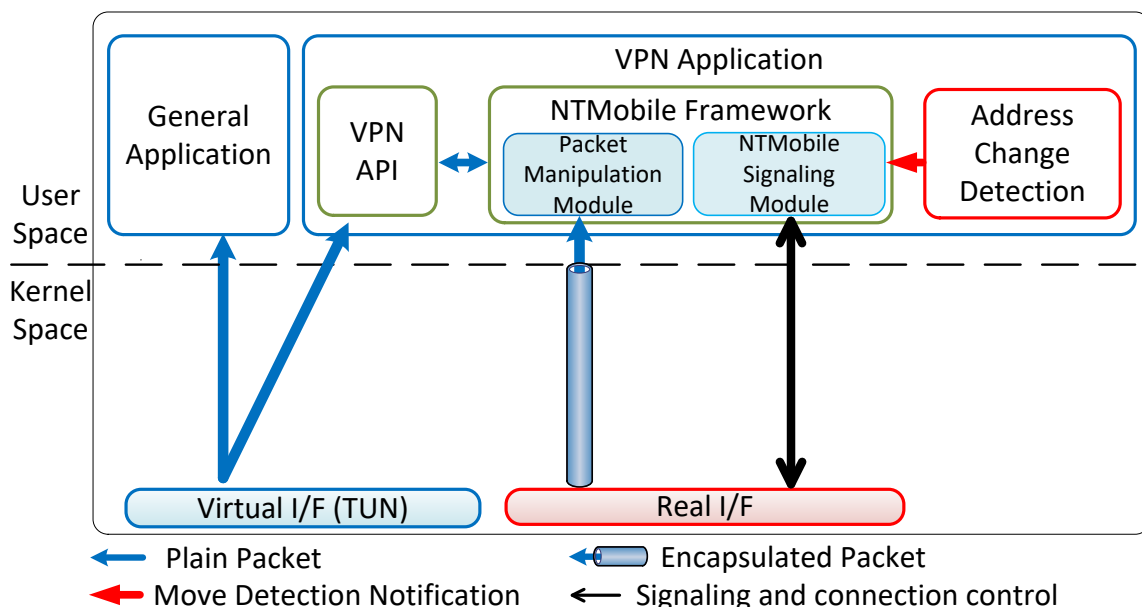 VPN Application
General
Application
VPN
API
NTMobile Framework
Packet
Manipulation
Module
NTMobile
Signaling
Module
Address
Change
Detection
User
Space
Kernel
Space
Virtual I/F (TUN)
Real I/F
Plain Packet
Encapsulated Packet
Move Detection Notification
Signaling and connection control